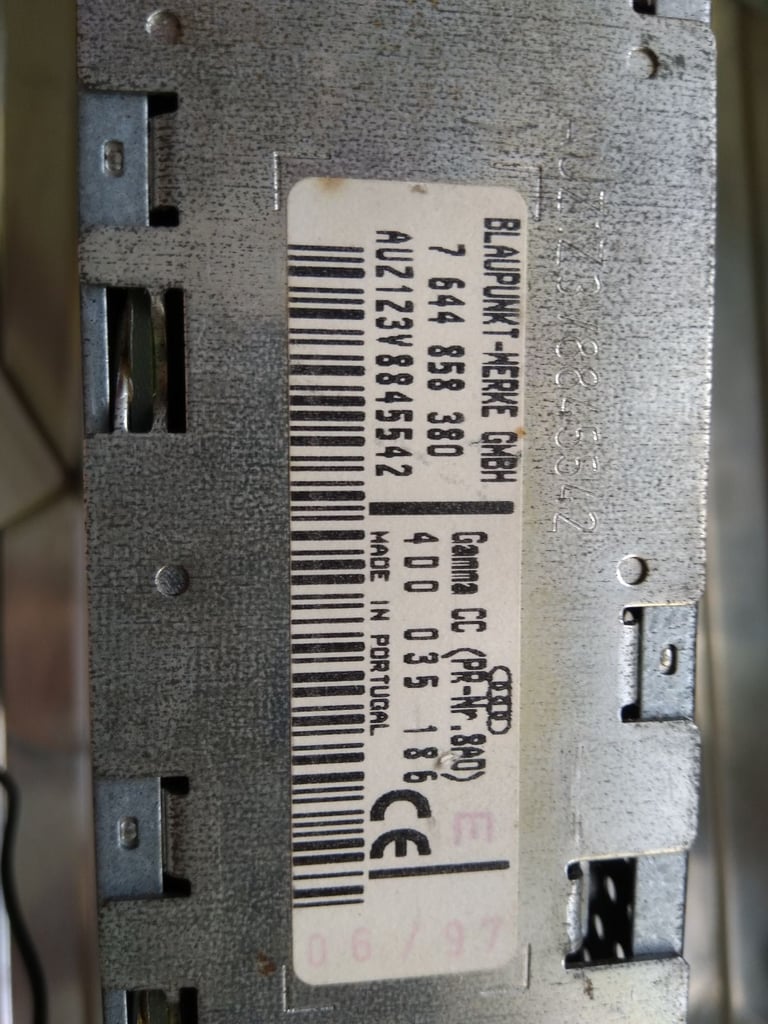 BLAUPUNKT-WERKE GMBH
7 644 858 380
AUZ1Z3V8845542
Gamma CC (PR-Nr.8AD)
4D0 035 186
MADE IN PORTUGAL
CE
E
06/97